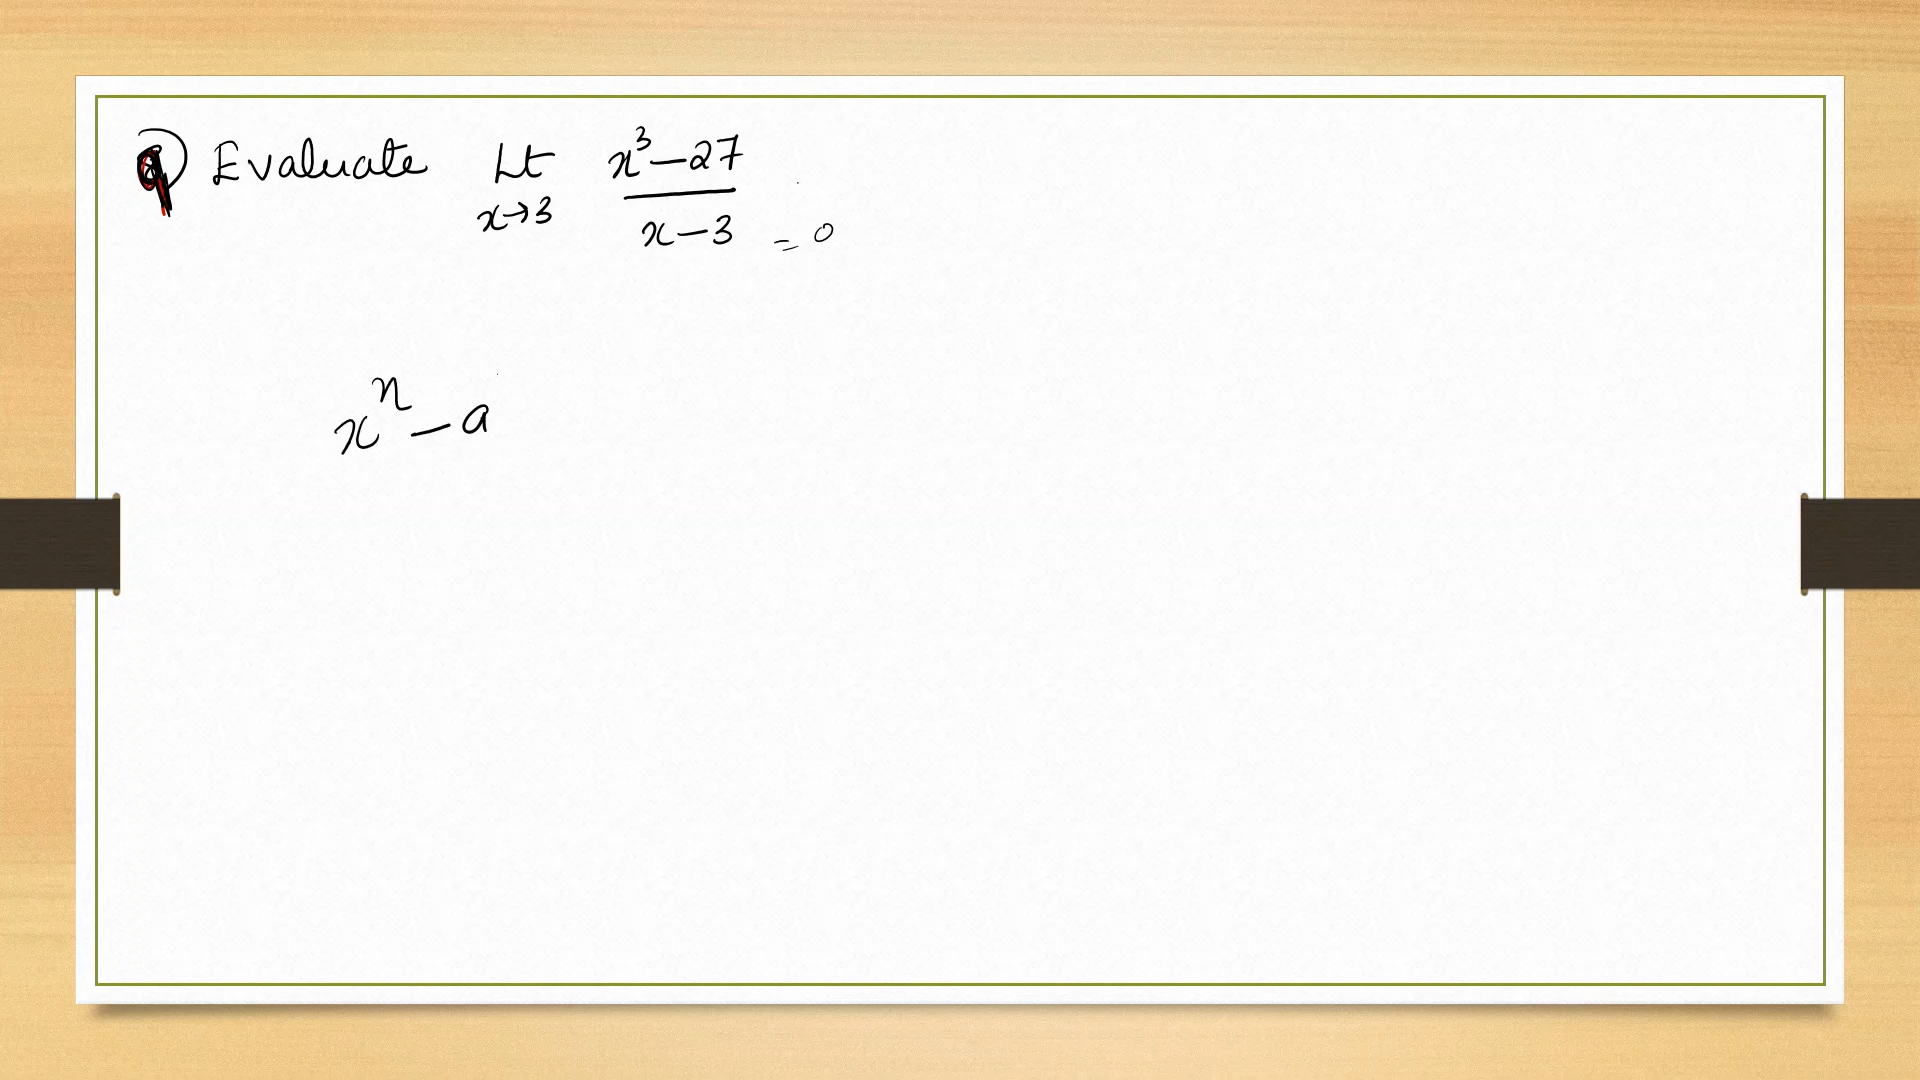 Q) Evaluate Lt x→3 x³-27 / x-3 = 0
xⁿ - a